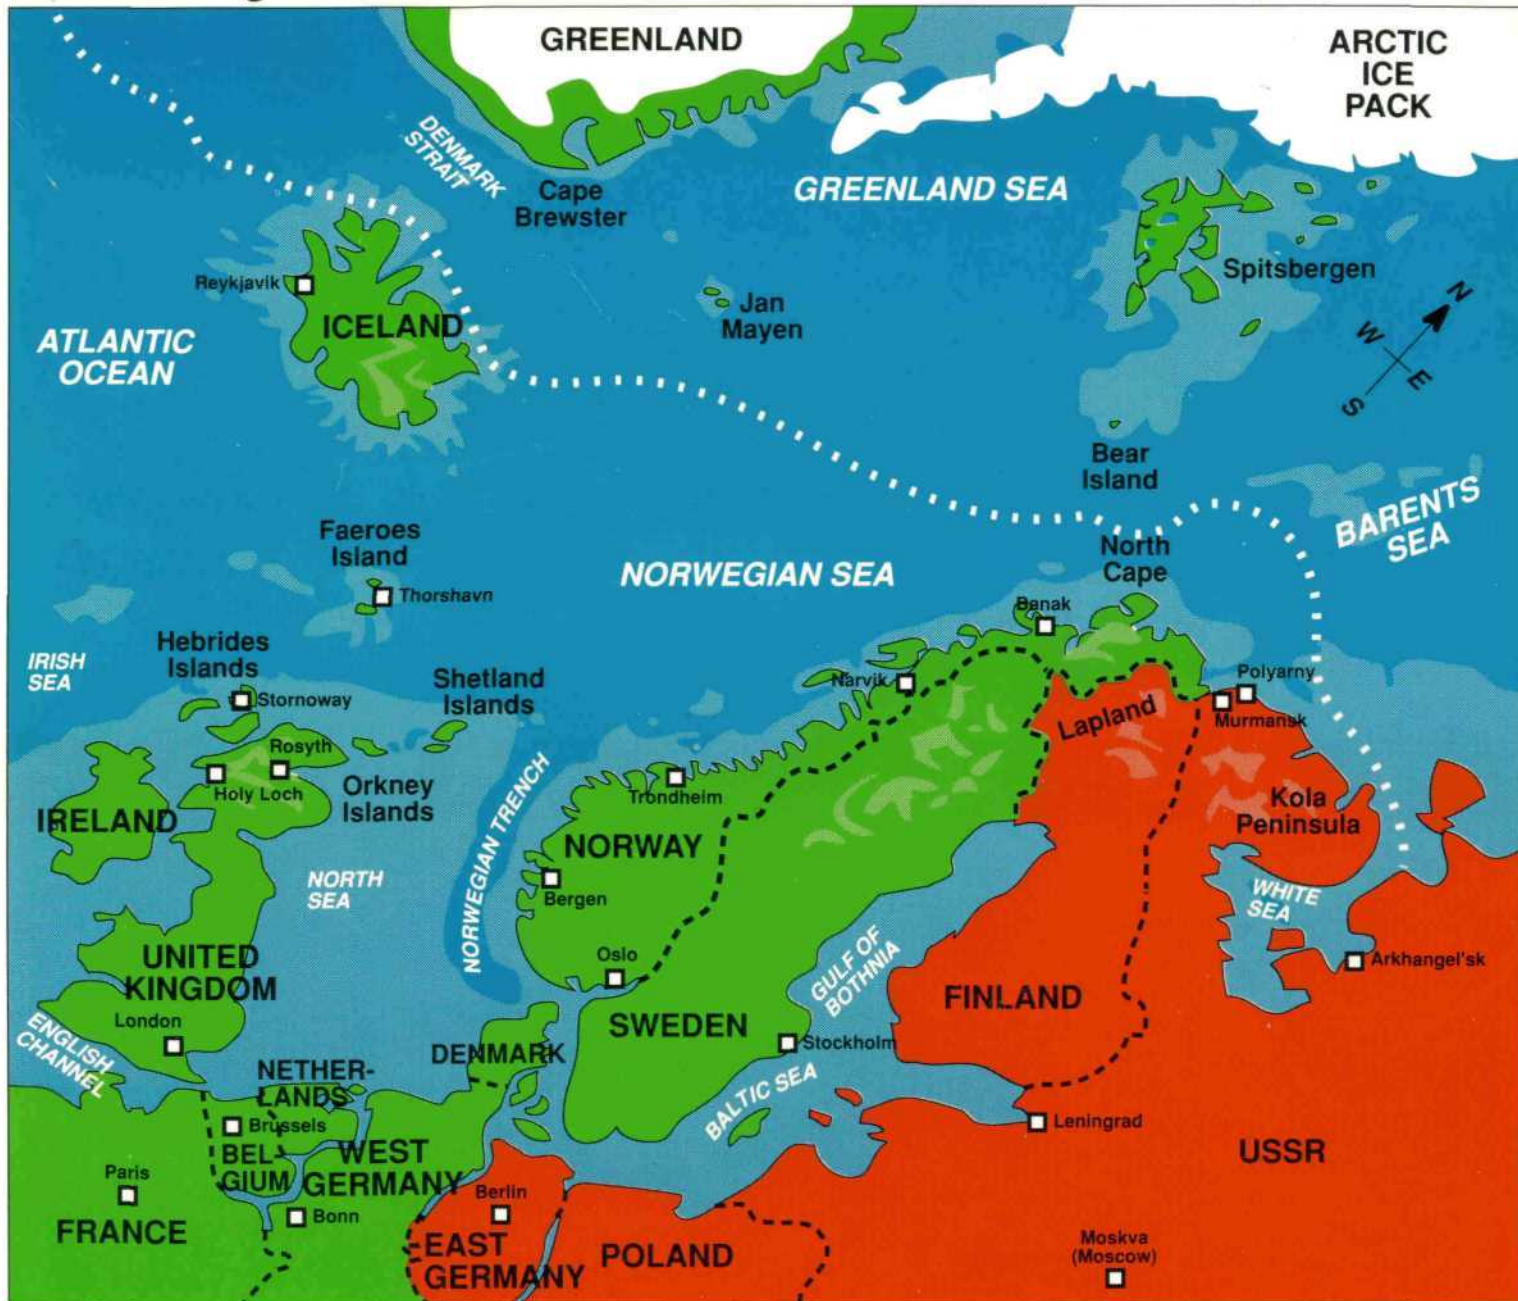 GREENLAND
ARCTIC
ICE
PACK
DENMARK
STRAIT
Cape
Brewster
GREENLAND SEA
Spitsbergen
Reykjavik
ICELAND
Jan
Mayen
N
W
E
S
ATLANTIC
OCEAN
Bear
Island
BARENTS
SEA
Faeroes
Island
Thorshavn
NORWEGIAN SEA
North
Cape
Banak
Hebrides
Islands
IRISH
SEA
Stornoway
Shetland
Islands
Narvik
Polyarny
Murmansk
Lapland
Rosyth
Holy Loch
Orkney
Islands
IRELAND
NORWEGIAN TRENCH
Trondheim
NORWAY
Kola
Peninsula
NORTH
SEA
Bergen
WHITE
SEA
UNITED
KINGDOM
Oslo
GULF OF
BOTHNIA
Arkhangel'sk
FINLAND
London
ENGLISH
CHANNEL
SWEDEN
Stockholm
DENMARK
NETHER-
LANDS
BALTIC SEA
Brussels
Leningrad
BEL-
GIUM
WEST
GERMANY
USSR
Paris
FRANCE
Bonn
Berlin
EAST
GERMANY
POLAND
Moskva
(Moscow)